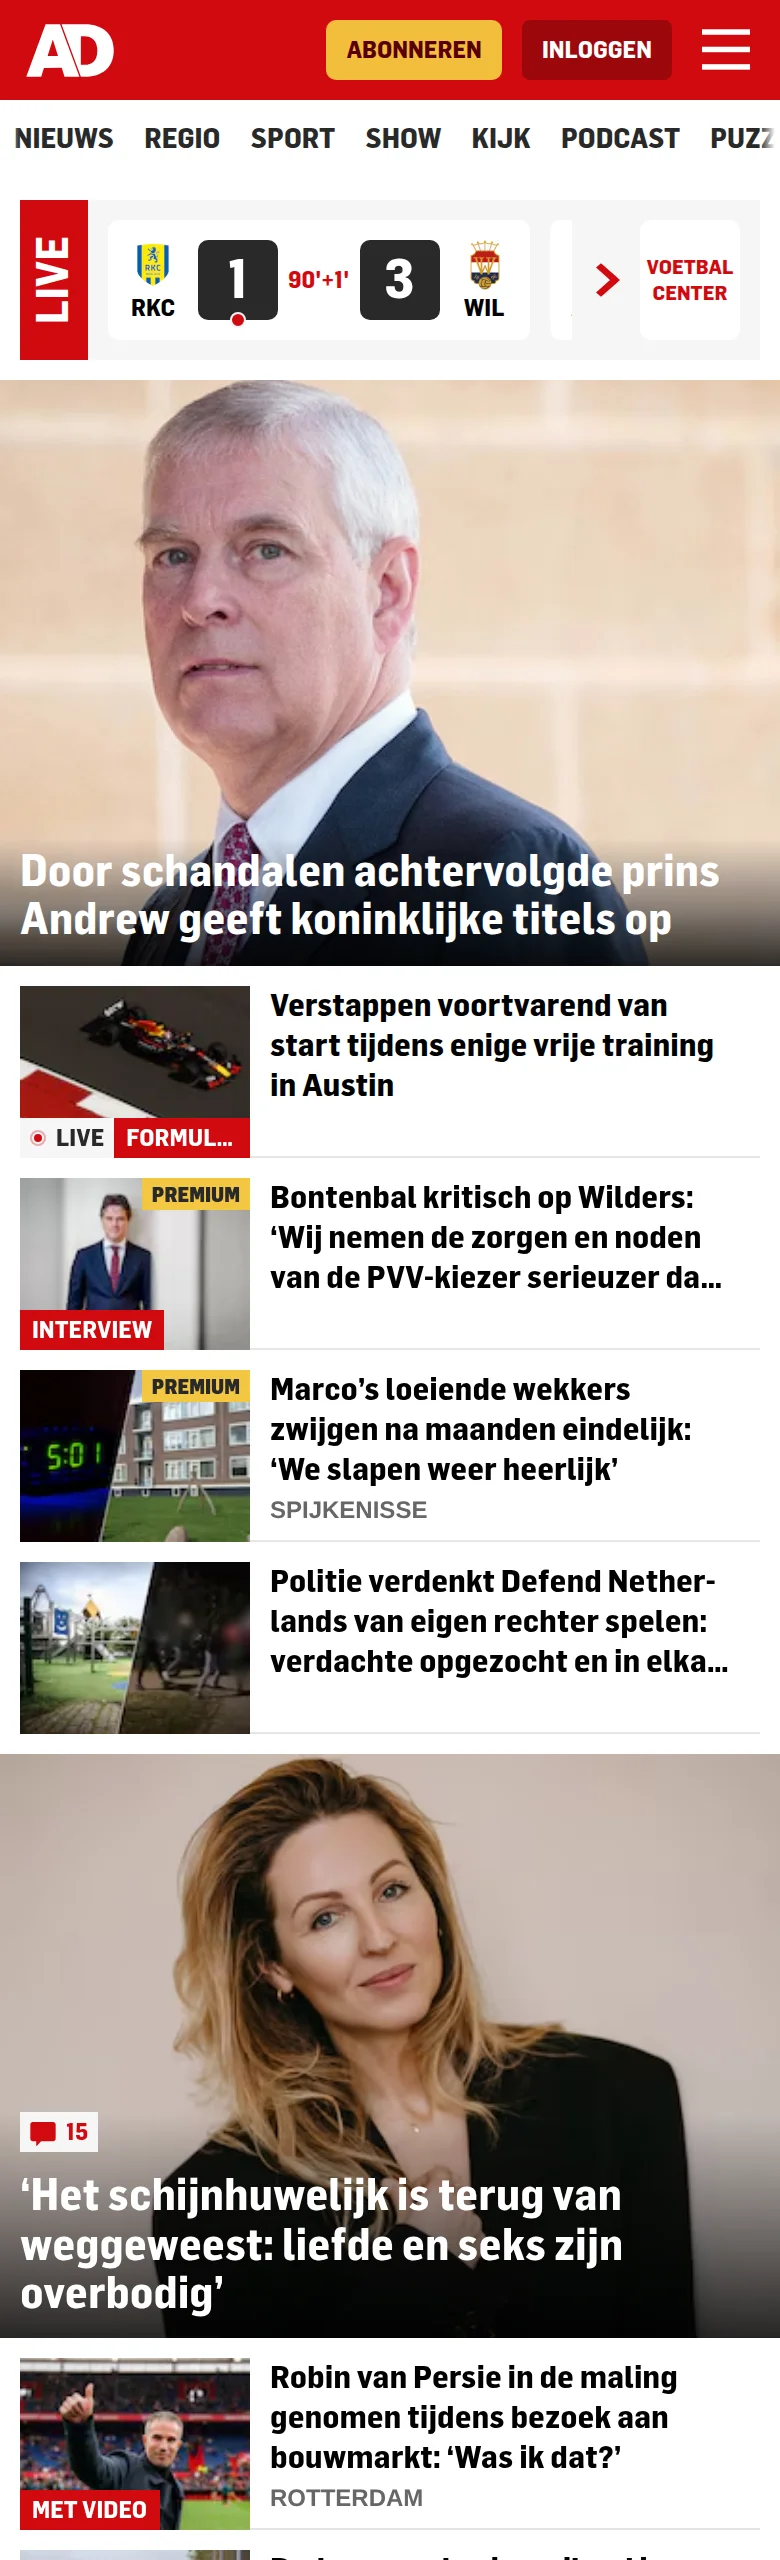 AD
ABONNEREN
INLOGGEN
NIEUWS REGIO SPORT SHOW KIJK PODCAST
LIVE
RKC
1
90'+1'
3
WIL
VOETBAL
CENTER
Door schandalen achtervolgde prins
Andrew geeft koninklijke titels op
Verstappen voortvarend van
start tijdens enige vrije training
in Austin
LIVE FORMUL...
PREMIUM
INTERVIEW
Bontenbal kritisch op Wilders:
‘Wij nemen de zorgen en noden
van de PVV-kiezer serieuzer da...
PREMIUM
5:01
Marco’s loeiende wekkers
zwijgen na maanden eindelijk:
‘We slapen weer heerlijk’
SPIJKENISSE
Politie verdenkt Defend Nether-
lands van eigen rechter spelen:
verdachte opgezocht en in elka...
15
‘Het schijnhuwelijk is terug van
weggeweest: liefde en seks zijn
overbodig’
MET VIDEO
Robin van Persie in de maling
genomen tijdens bezoek aan
bouwmarkt: ‘Was ik dat?’
ROTTERDAM